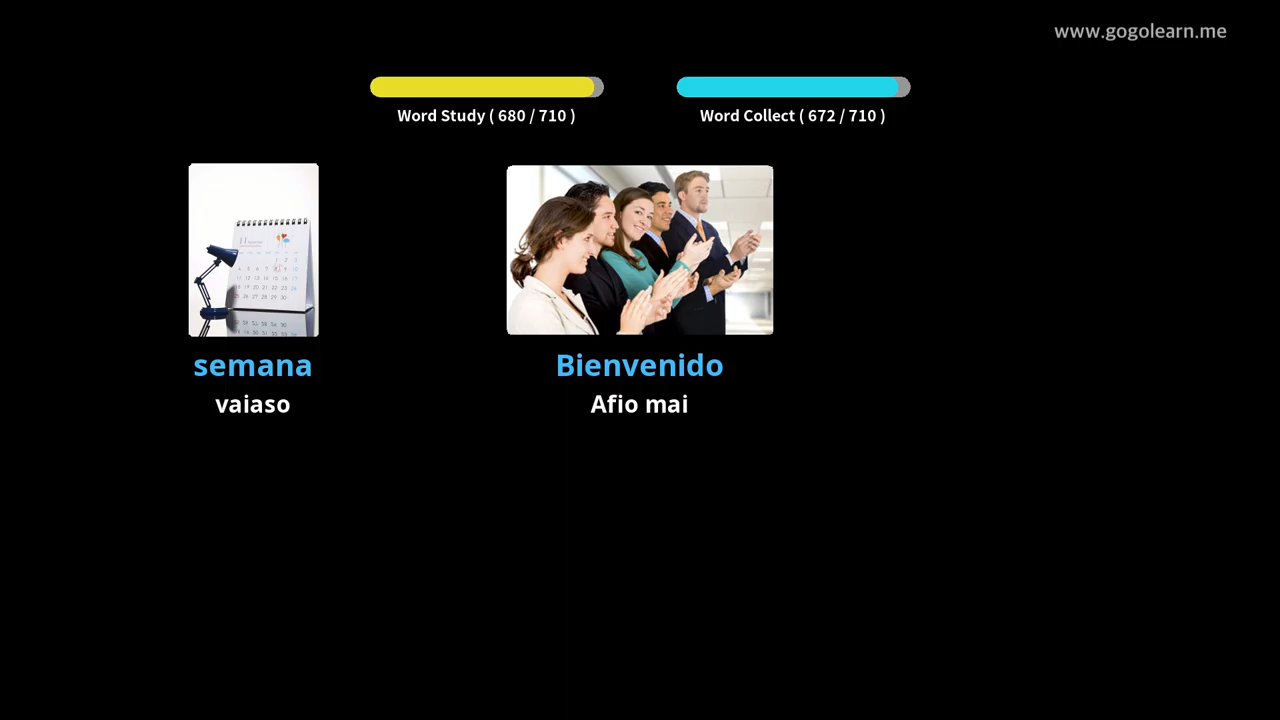 www.gogolearn.me
Word Study ( 680 / 710 )
Word Collect ( 672 / 710 )
semana
Bienvenido
vaiaso
Afio mai